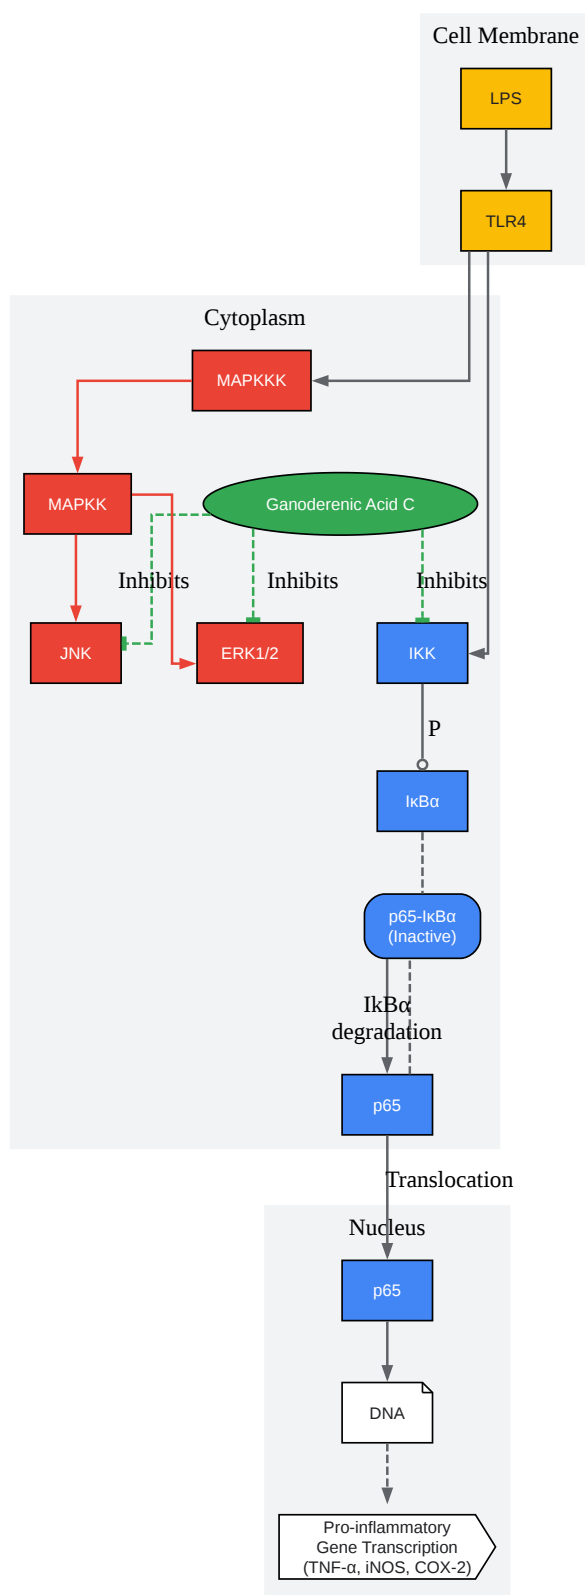 Cell Membrane
LPS
TLR4
Cytoplasm
MAPKKK
MAPKK
Ganoderenic Acid C
Inhibits
Inhibits
Inhibits
JNK
ERK1/2
IKK
P
IκBα
p65-IκBα
(Inactive)
IkBα
degradation
p65
Translocation
Nucleus
p65
DNA
Pro-inflammatory
Gene Transcription
(TNF-α, iNOS, COX-2)